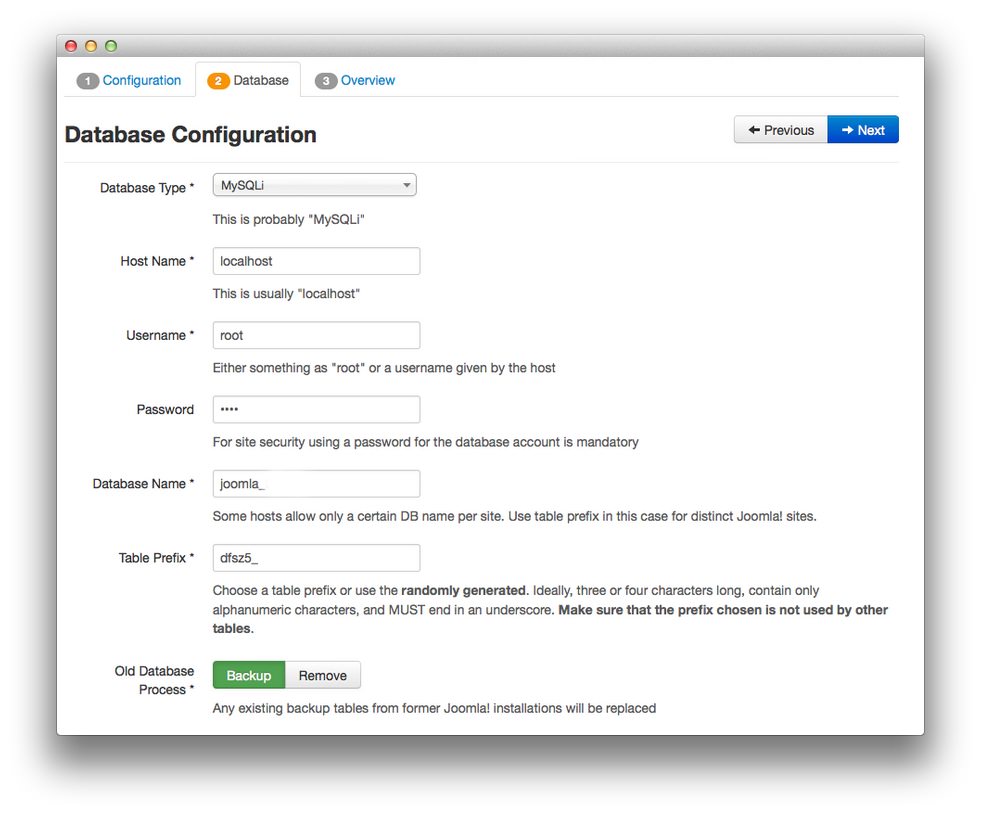 1 Configuration 2 Database 3 Overview
Database Configuration
Previous Next
Database Type * MySQLi
This is probably "MySQLi"
Host Name * localhost
This is usually "localhost"
Username * root
Either something as "root" or a username given by the host
Password ••••
For site security using a password for the database account is mandatory
Database Name * joomla_
Some hosts allow only a certain DB name per site. Use table prefix in this case for distinct Joomla! sites.
Table Prefix * dfsz5_
Choose a table prefix or use the randomly generated. Ideally, three or four characters long, contain only
alphanumeric characters, and MUST end in an underscore. Make sure that the prefix chosen is not used by other
tables.
Old Database
Process *
Backup Remove
Any existing backup tables from former Joomla! installations will be replaced